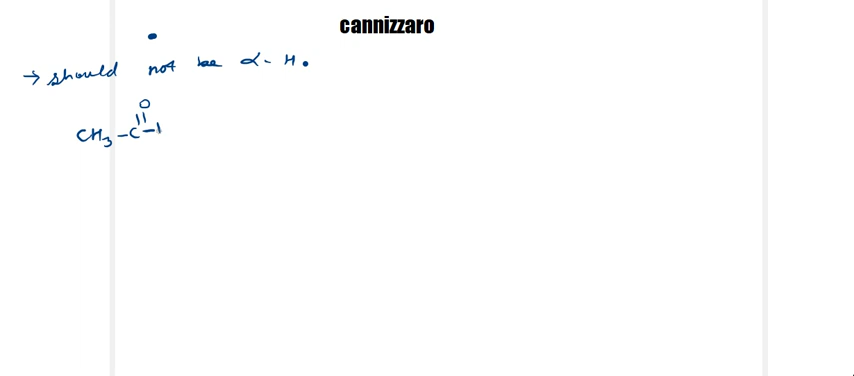 cannizzaro
→ should not be α-H.
O
||
CH₃-C-